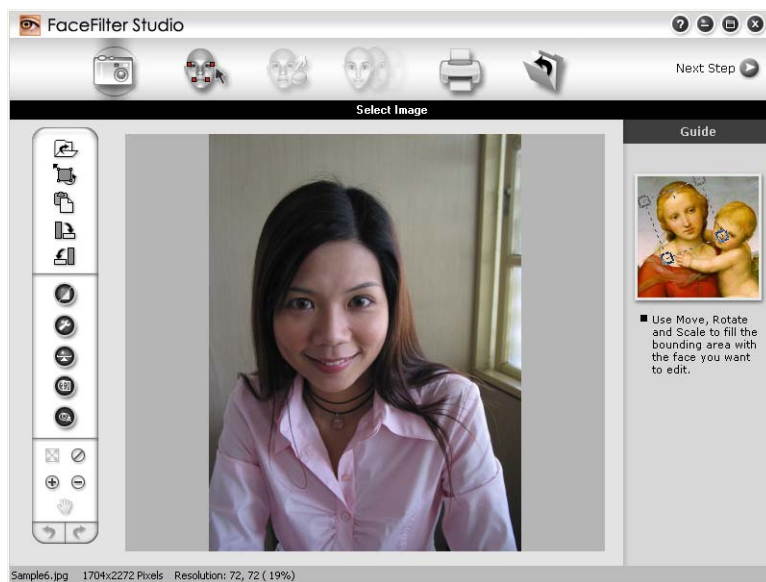 FaceFilter Studio
Next Step
Select Image
Guide
Use Move, Rotate
and Scale to fill the
bounding area with
the face you want
to edit.
Sample6.jpg 1704x2272 Pixels Resolution: 72, 72 ( 19%)